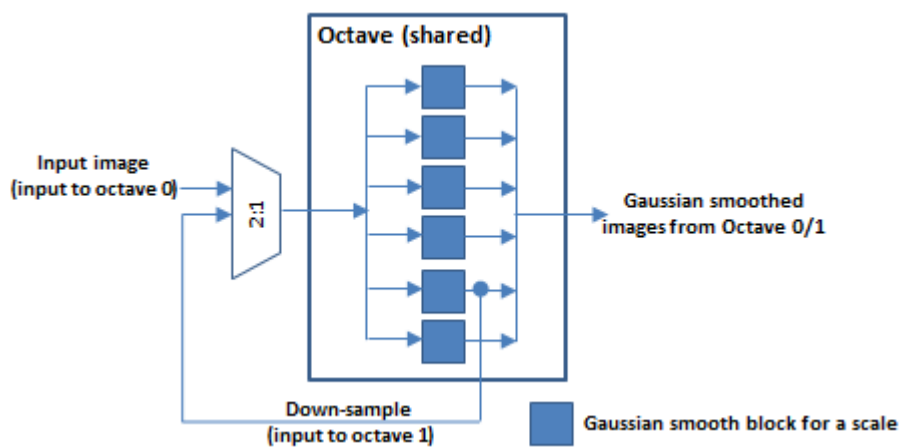 Octave (shared)
Input image
(input to octave 0)
2:1
Gaussian smoothed
images from Octave 0/1
Down-sample
(input to octave 1)
Gaussian smooth block for a scale